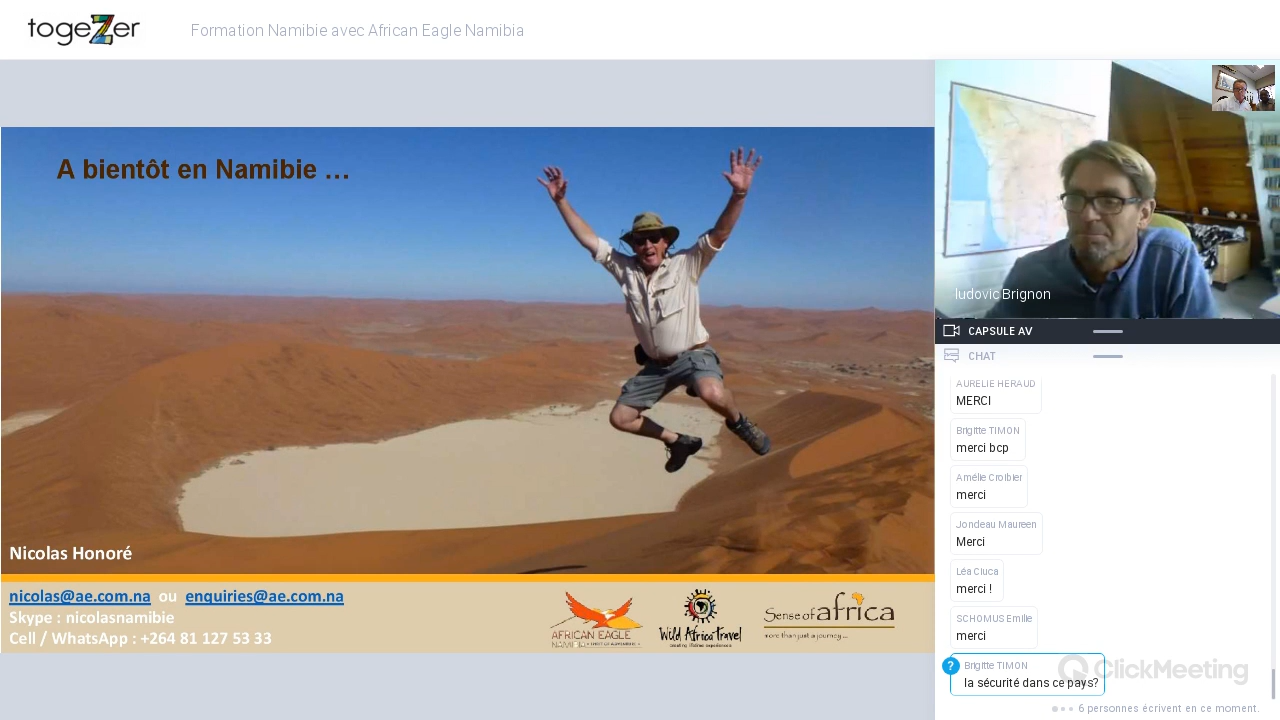 togeZer
Formation Namibie avec African Eagle Namibia
A bientôt en Namibie ...
Nicolas Honoré
nicolas@ae.com.na ou enquiries@ae.com.na
Skype : nicolasnamibie
Cell / WhatsApp : +264 81 127 53 33
AFRICAN EAGLE
NAMIBIA
Wild Africa Travel
creating lifetime experiences
Sense of africa
more than just a journey...
ludovic Brignon
CAPSULE AV
CHAT
AURELIE HERAUD
MERCI
Brigitte TIMON
merci bcp
Amélie Croibier
merci
Jondeau Maureen
Merci
Léa Ciuca
merci !
SCHOMUS Emilie
merci
?
Brigitte TIMON
la sécurité dans ce pays?
ClickMeeting
6 personnes écrivent en ce moment.